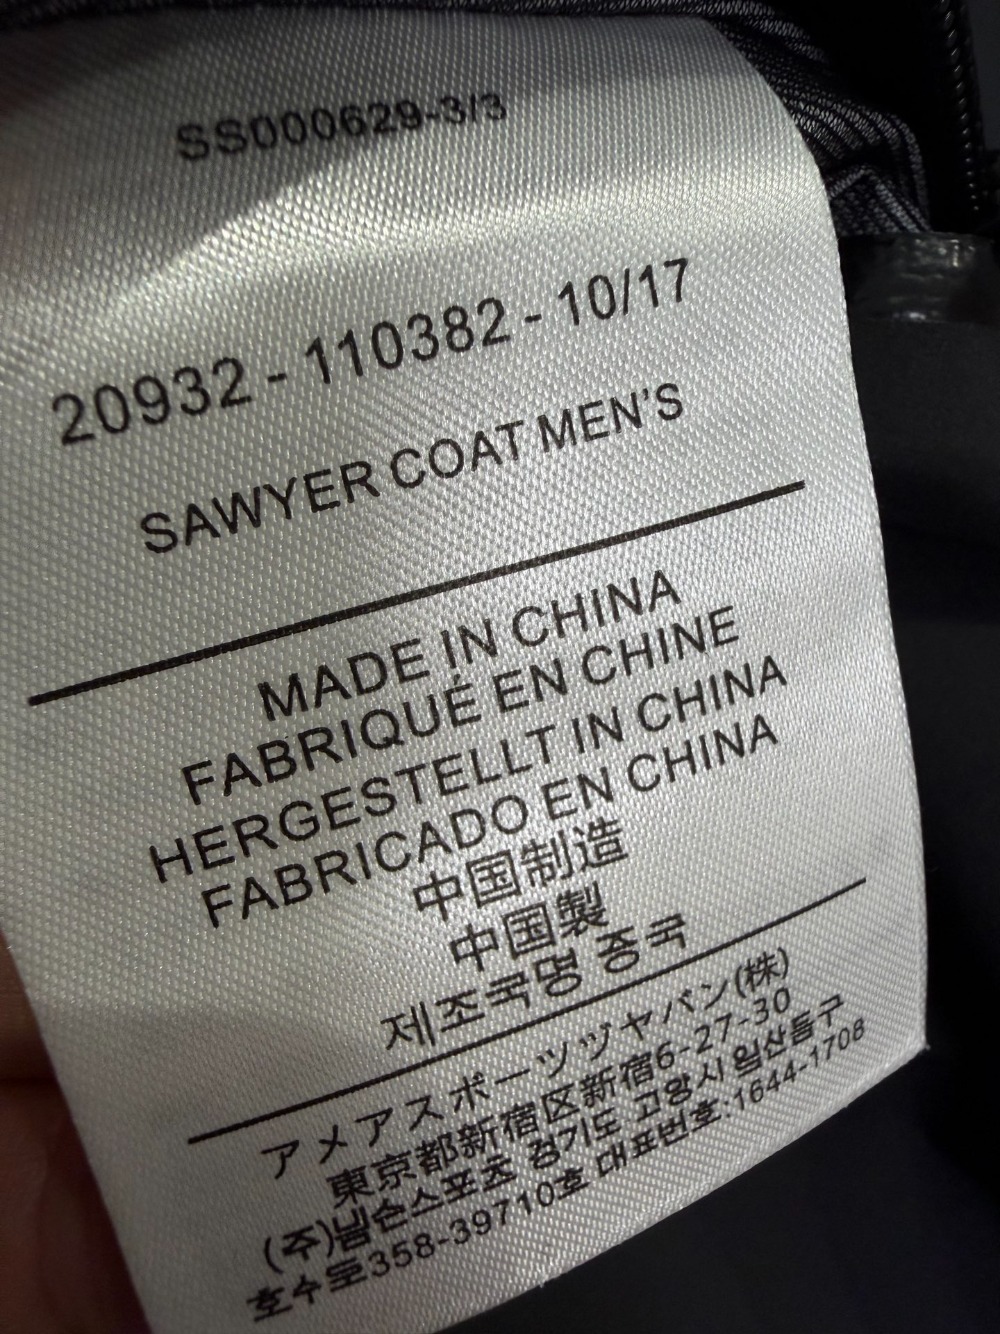 SS000629-3/3
20932 - 110382 - 10/17
SAWYER COAT MEN'S
MADE IN CHINA
FABRIQUÉ EN CHINE
HERGESTELLT IN CHINA
FABRICADO EN CHINA
中国制造
中国製
제조국명 중국
アメアスポーツヅヤバン(株)
東京都新宿区新宿6-27-30
(주)넬슨스포츠 경기도 고양시 일산동구
호수로358-39710호 대표번호:1644-1708